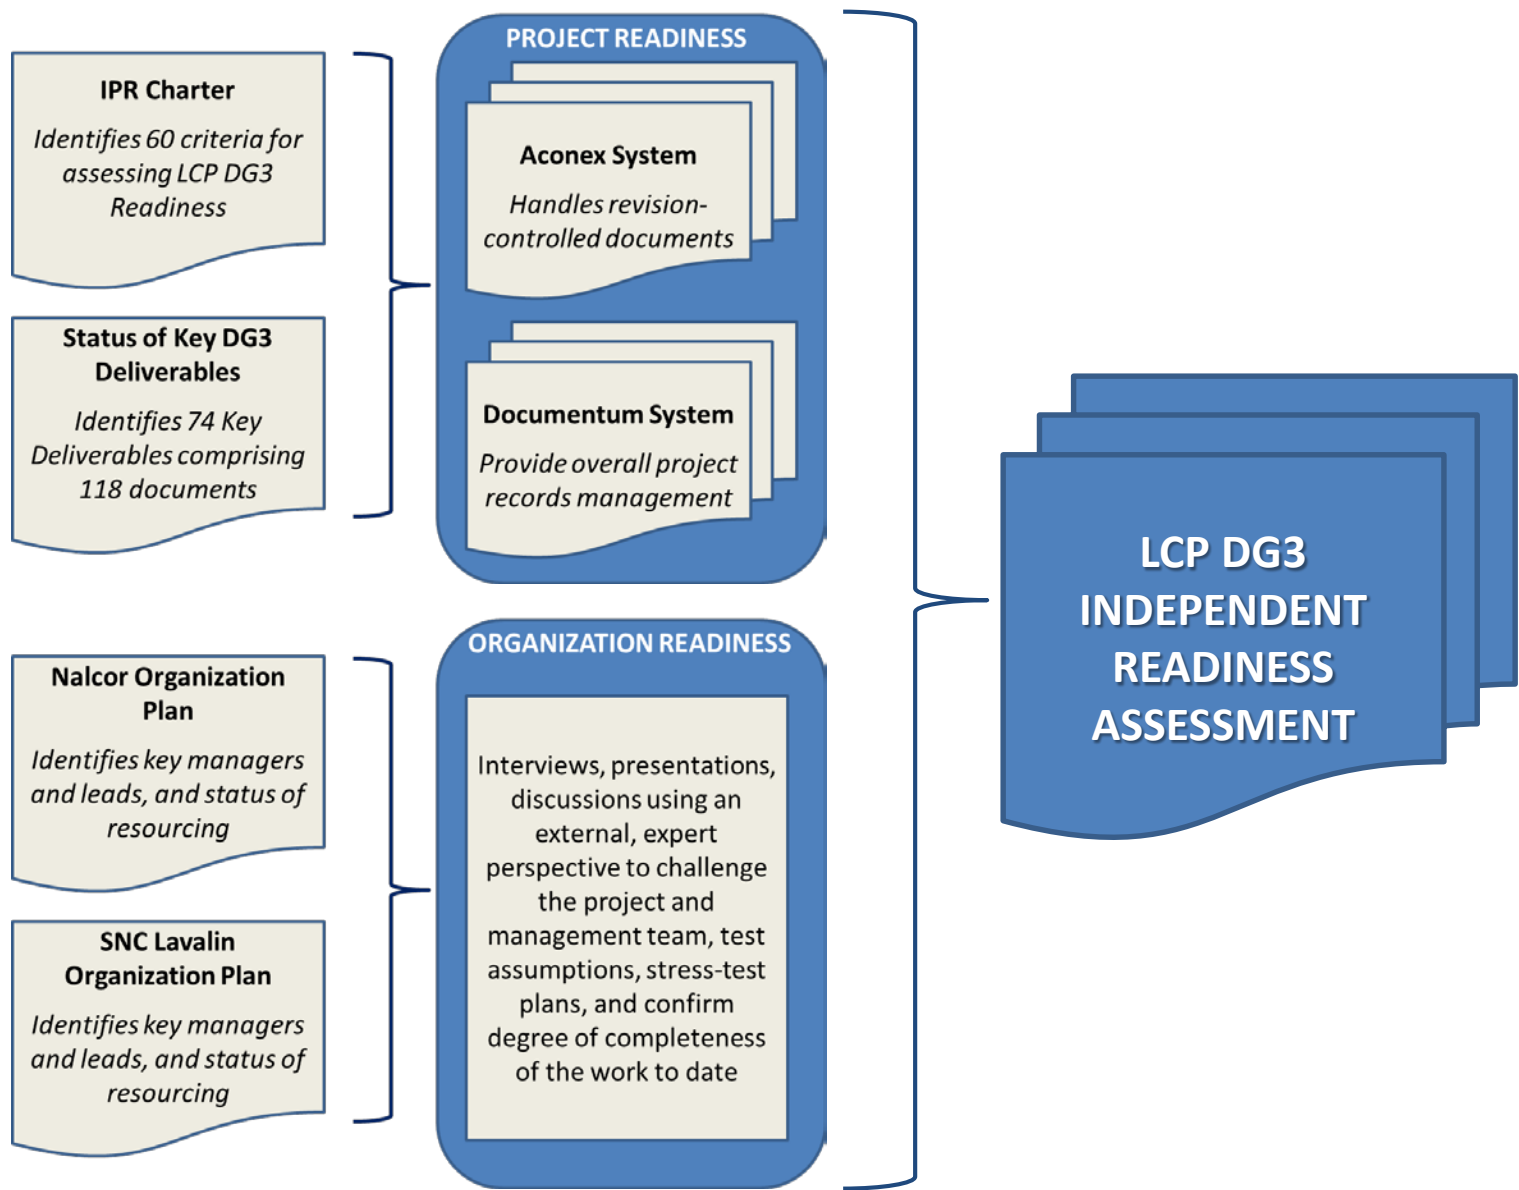 IPR Charter
Identifies 60 criteria for
assessing LCP DG3
Readiness
Status of Key DG3
Deliverables
Identifies 74 Key
Deliverables comprising
118 documents
PROJECT READINESS
Aconex System
Handles revision-
controlled documents
Documentum System
Provide overall project
records management
Nalcor Organization
Plan
Identifies key managers
and leads, and status of
resourcing
SNC Lavalin
Organization Plan
Identifies key managers
and leads, and status of
resourcing
ORGANIZATION READINESS
Interviews, presentations,
discussions using an
external, expert
perspective to challenge
the project and
management team, test
assumptions, stress-test
plans, and confirm
degree of completeness
of the work to date
LCP DG3
INDEPENDENT
READINESS
ASSESSMENT